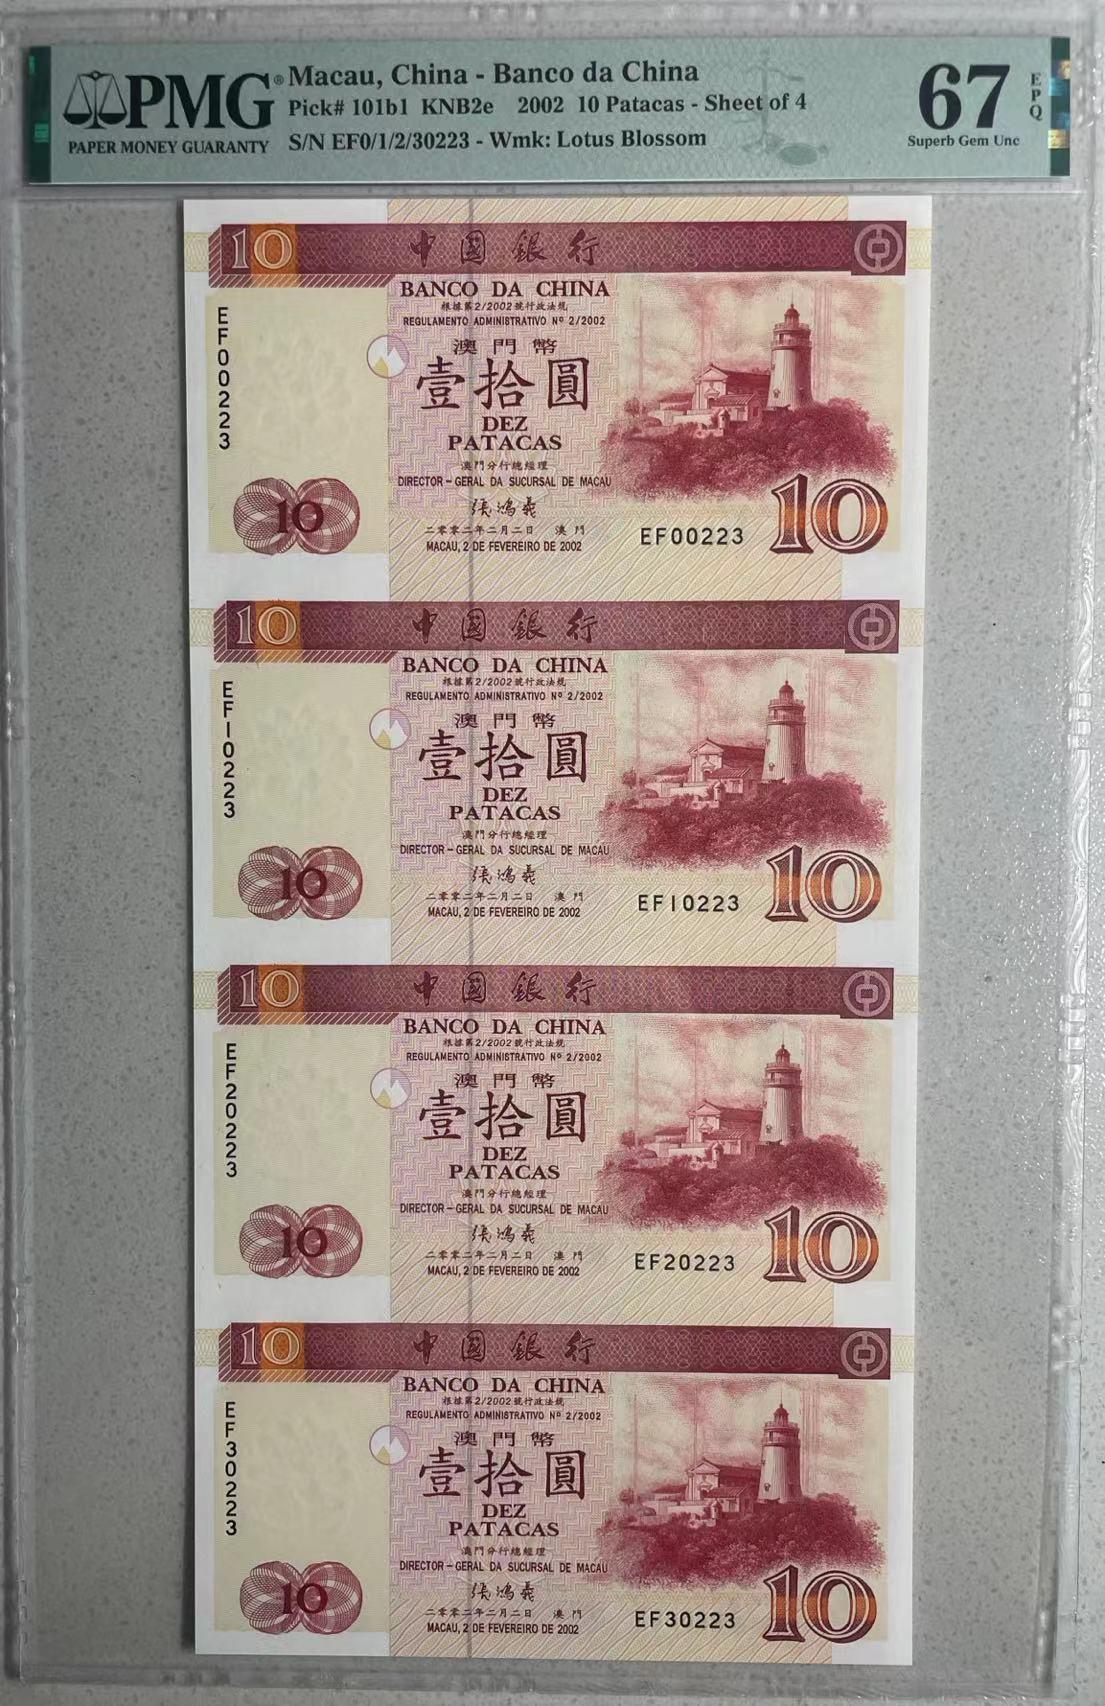 PMG®
PAPER MONEY GUARANTY
Macau, China - Banco da China
Pick# 101b1 KNB2e 2002 10 Patacas - Sheet of 4
S/N EF0/1/2/30223 - Wmk: Lotus Blossom
67 EPQ
Superb Gem Unc
10 中國銀行
BANCO DA CHINA
根據第2/2002號行政法規
REGULAMENTO ADMINISTRATIVO Nº 2/2002
EF00223
澳門幣
壹拾圓
DEZ
PATACAS
澳門分行總經理
DIRECTOR-GERAL DA SUCURSAL DE MACAU
張鴻義
二零零二年二月二日 澳門
MACAU, 2 DE FEVEREIRO DE 2002
10
EF00223
10
10 中國銀行
BANCO DA CHINA
根據第2/2002號行政法規
REGULAMENTO ADMINISTRATIVO Nº 2/2002
EF10223
澳門幣
壹拾圓
DEZ
PATACAS
澳門分行總經理
DIRECTOR-GERAL DA SUCURSAL DE MACAU
張鴻義
二零零二年二月二日 澳門
MACAU, 2 DE FEVEREIRO DE 2002
10
EF10223
10
10 中國銀行
BANCO DA CHINA
根據第2/2002號行政法規
REGULAMENTO ADMINISTRATIVO Nº 2/2002
EF20223
澳門幣
壹拾圓
DEZ
PATACAS
澳門分行總經理
DIRECTOR-GERAL DA SUCURSAL DE MACAU
張鴻義
二零零二年二月二日 澳門
MACAU, 2 DE FEVEREIRO DE 2002
10
EF20223
10
10 中國銀行
BANCO DA CHINA
根據第2/2002號行政法規
REGULAMENTO ADMINISTRATIVO Nº 2/2002
EF30223
澳門幣
壹拾圓
DEZ
PATACAS
澳門分行總經理
DIRECTOR-GERAL DA SUCURSAL DE MACAU
張鴻義
二零零二年二月二日 澳門
MACAU, 2 DE FEVEREIRO DE 2002
10
EF30223
10